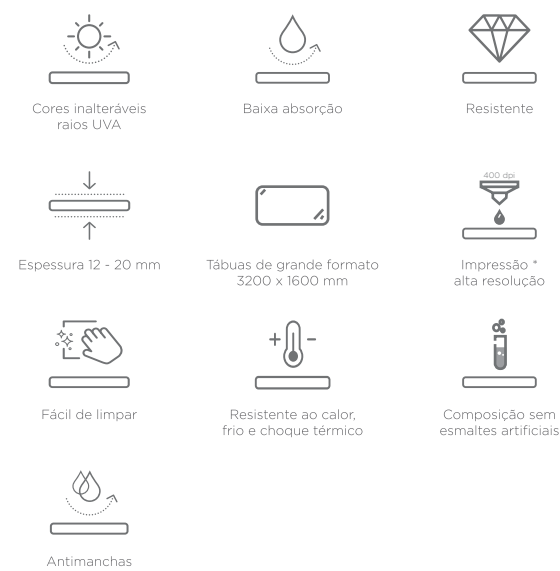 Cores inalteráveis
raios UVA
Baixa absorção
Resistente
Espessura 12 - 20 mm
Tábuas de grande formato
3200 x 1600 mm
400 dpi
Impressão *
alta resolução
Fácil de limpar
Resistente ao calor,
frio e choque térmico
Composição sem
esmaltes artificiais
Antimanchas